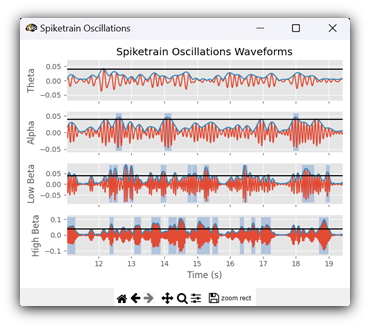 Spiketrain Oscillations
Spiketrain Oscillations Waveforms
Theta
0.05
0.00
−0.05
Alpha
0.05
0.00
−0.05
Low Beta
0.05
0.00
−0.05
High Beta
0.1
0.0
−0.1
12 13 14 15 16 17 18 19
Time (s)
zoom rect